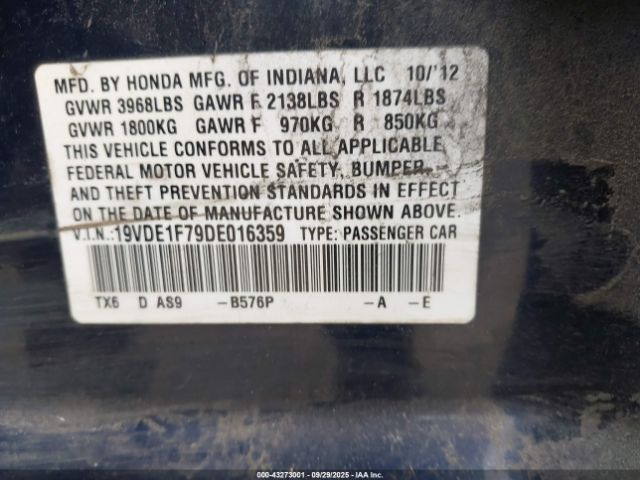 MFD. BY HONDA MFG. OF INDIANA, LLC 10/'12
GVWR 3968LBS GAWR F 2138LBS R 1874LBS
GVWR 1800KG GAWR F 970KG R 850KG
THIS VEHICLE CONFORMS TO ALL APPLICABLE
FEDERAL MOTOR VEHICLE SAFETY, BUMPER,
AND THEFT PREVENTION STANDARDS IN EFFECT
ON THE DATE OF MANUFACTURE SHOWN ABOVE.
V.I.N.:19VDE1F79DE016359 TYPE: PASSENGER CAR
TX6 D AS9 -B576P -A -E
000-43273001 - 09/29/2025 - IAA Inc.